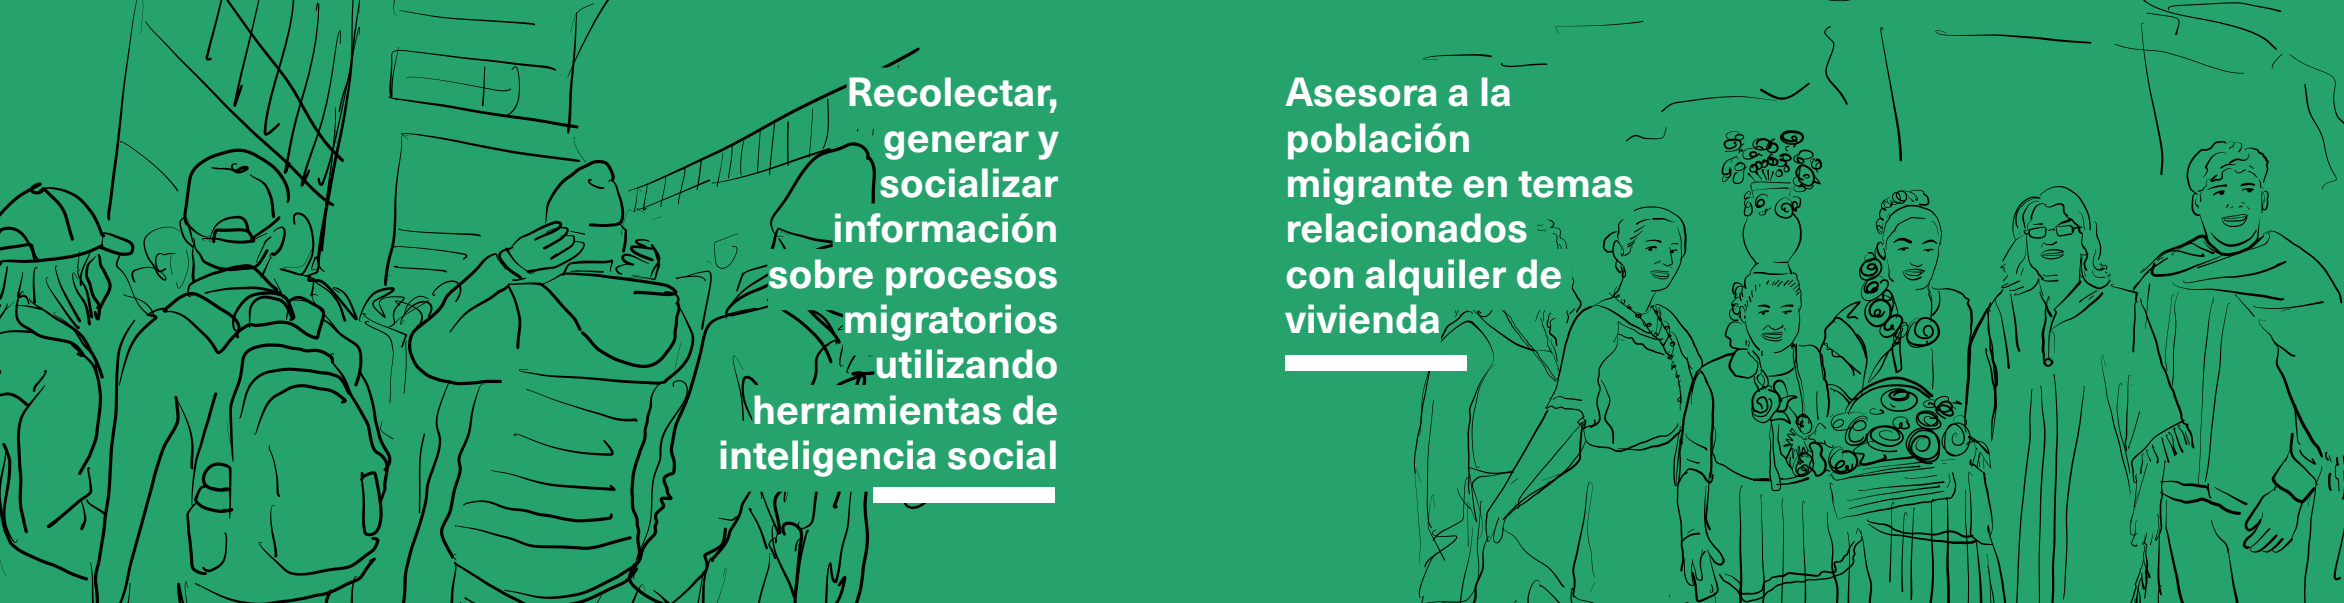 Recolectar,
generar y
socializar
información
sobre procesos
migratorios
utilizando
herramientas de
inteligencia social
Asesora a la
población
migrante en temas
relacionados
con alquiler de
vivienda